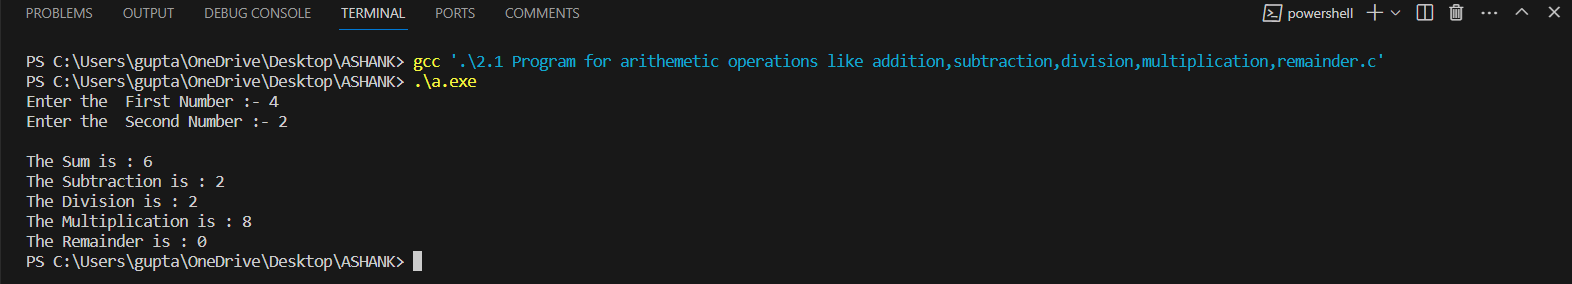 PROBLEMS OUTPUT DEBUG CONSOLE TERMINAL PORTS COMMENTS powershell
PS C:\Users\gupta\OneDrive\Desktop\ASHANK> gcc '.\2.1 Program for arithemetic operations like addition,subtraction,division,multiplication,remainder.c'
PS C:\Users\gupta\OneDrive\Desktop\ASHANK> .\a.exe
Enter the  First Number :- 4
Enter the  Second Number :- 2
The Sum is : 6
The Subtraction is : 2
The Division is : 2
The Multiplication is : 8
The Remainder is : 0
PS C:\Users\gupta\OneDrive\Desktop\ASHANK>